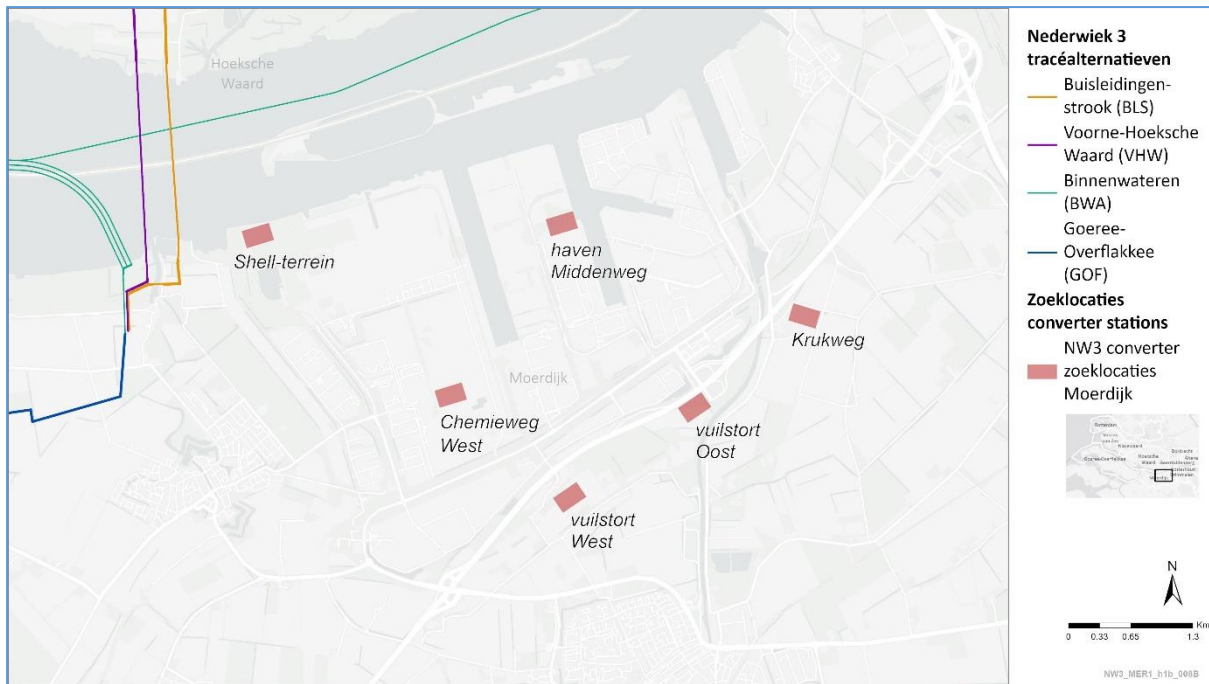 Hoeksche
Waard
Shell-terrein
haven
Middenweg
Krukweg
Moerdijk
Chemieweg
West
vuilstort
Oost
vuilstort
West
Nederwiek 3
tracéalternatieven
Buisleidingen-
strook (BLS)
Voorne-Hoeksche
Waard (VHW)
Binnenwateren
(BWA)
Goeree-
Overflakkee
(GOF)
Zoeklocaties
converter stations
NW3 converter
zoeklocaties
Moerdijk
N
Km
0 0.33 0.65 1.3
NW3_MER1_h1b_008B